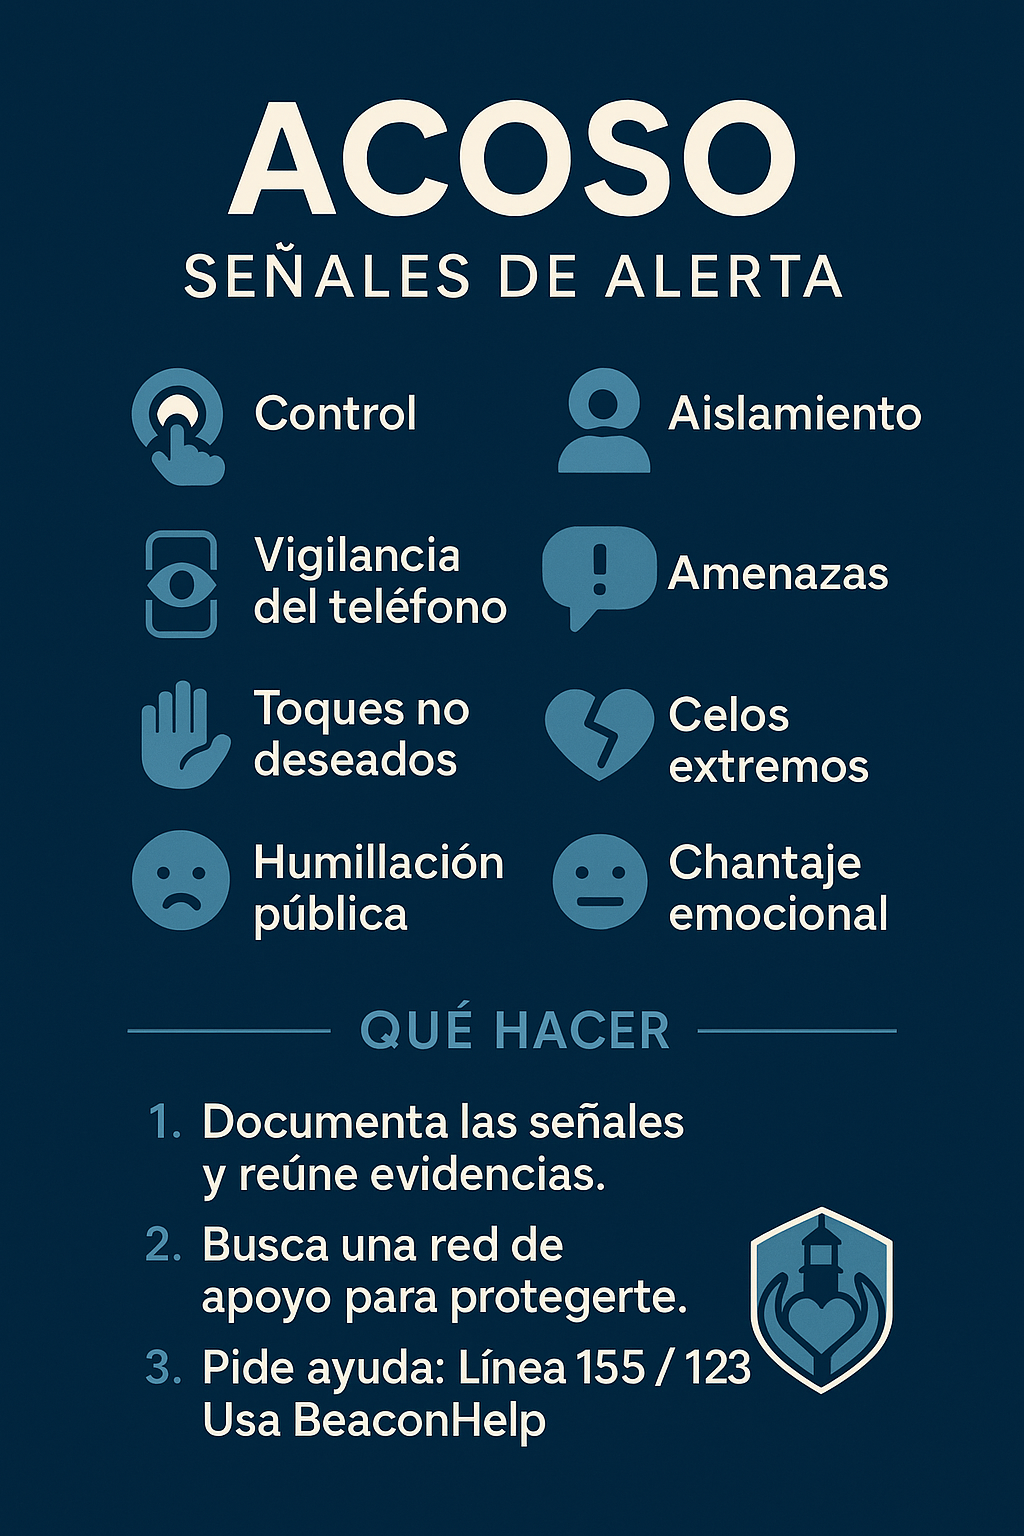 ACOSO
SEÑALES DE ALERTA
Control
Aislamiento
Vigilancia
del teléfono
Amenazas
Toques no
deseados
Celos
extremos
Humillación
pública
Chantaje
emocional
QUÉ HACER
1. Documenta las señales
y reúne evidencias.
2. Busca una red de
apoyo para protegerte.
3. Pide ayuda: Línea 155 / 123
Usa BeaconHelp